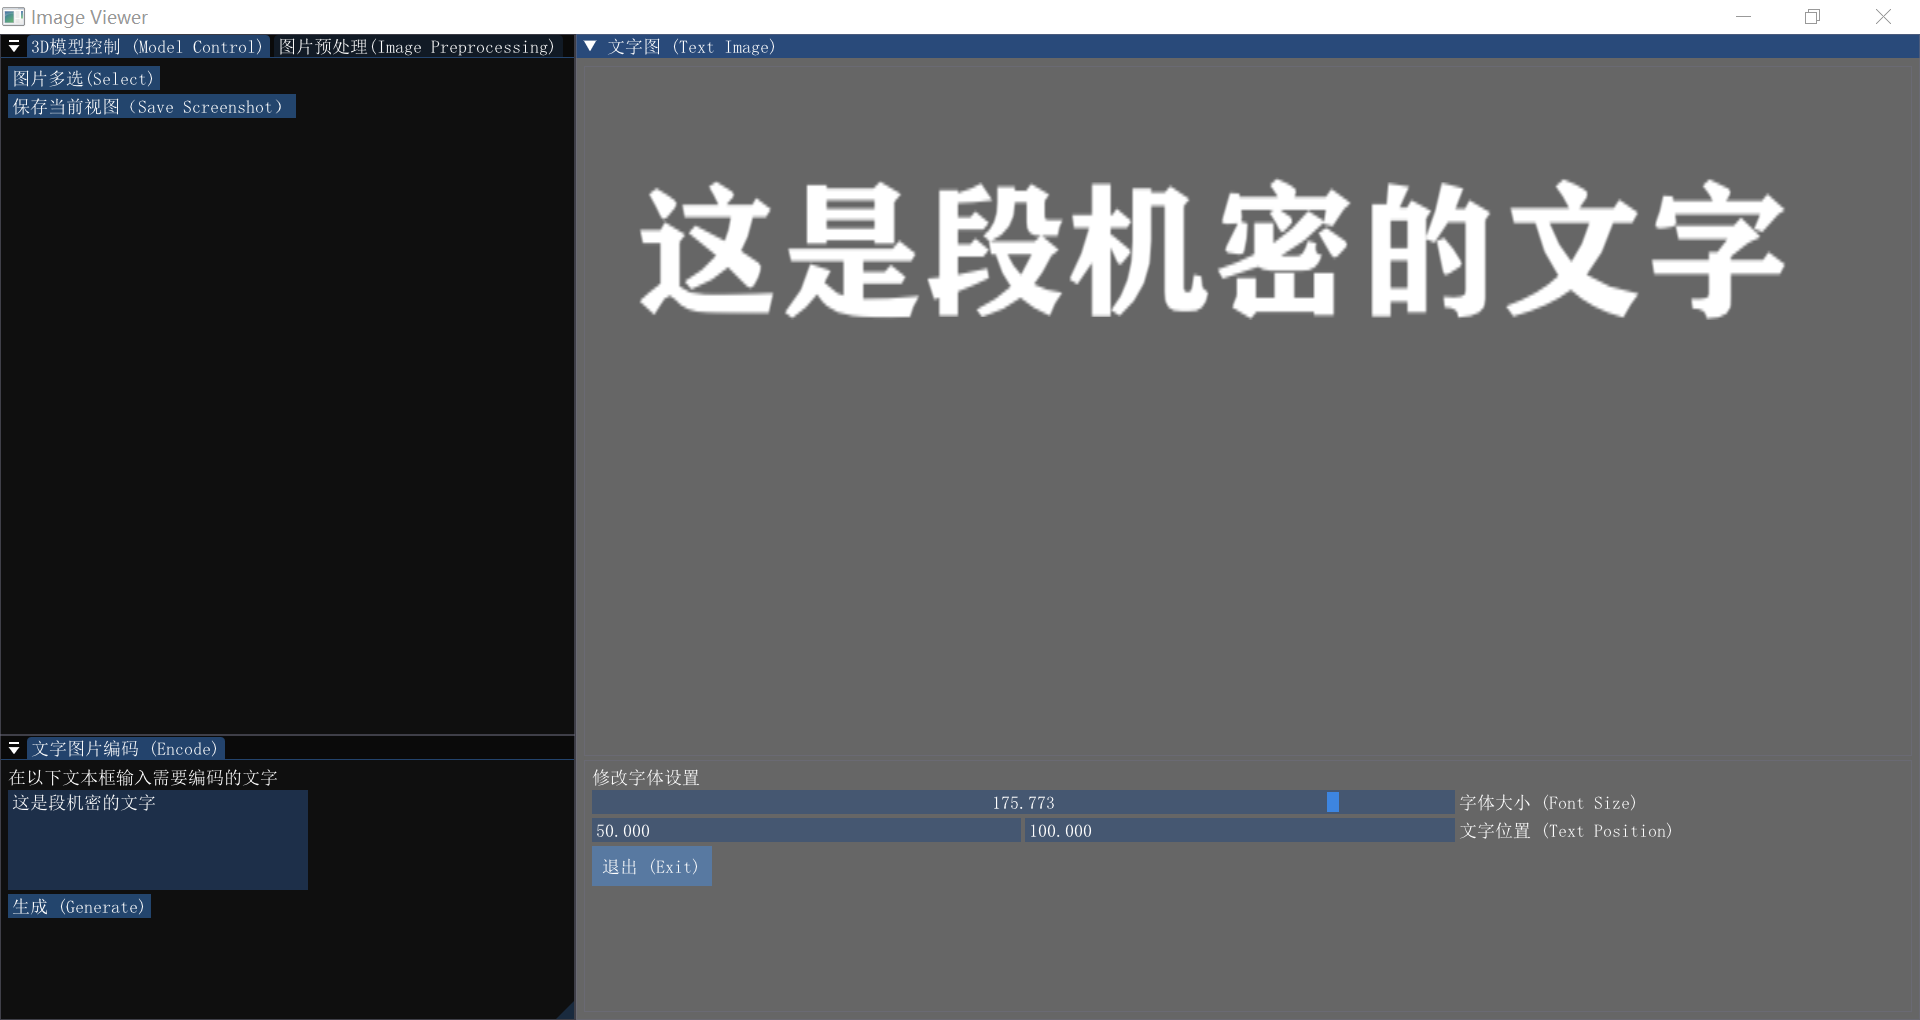 Image Viewer
3D模型控制 (Model Control) 图片预处理(Image Preprocessing)
图片多选(Select)
保存当前视图（Save Screenshot）
文字图片编码 (Encode)
在以下文本框输入需要编码的文字
这是段机密的文字
生成 (Generate)
文字图 (Text Image)
这是段机密的文字
修改字体设置
175.773 字体大小 (Font Size)
50.000 100.000 文字位置 (Text Position)
退出 (Exit)